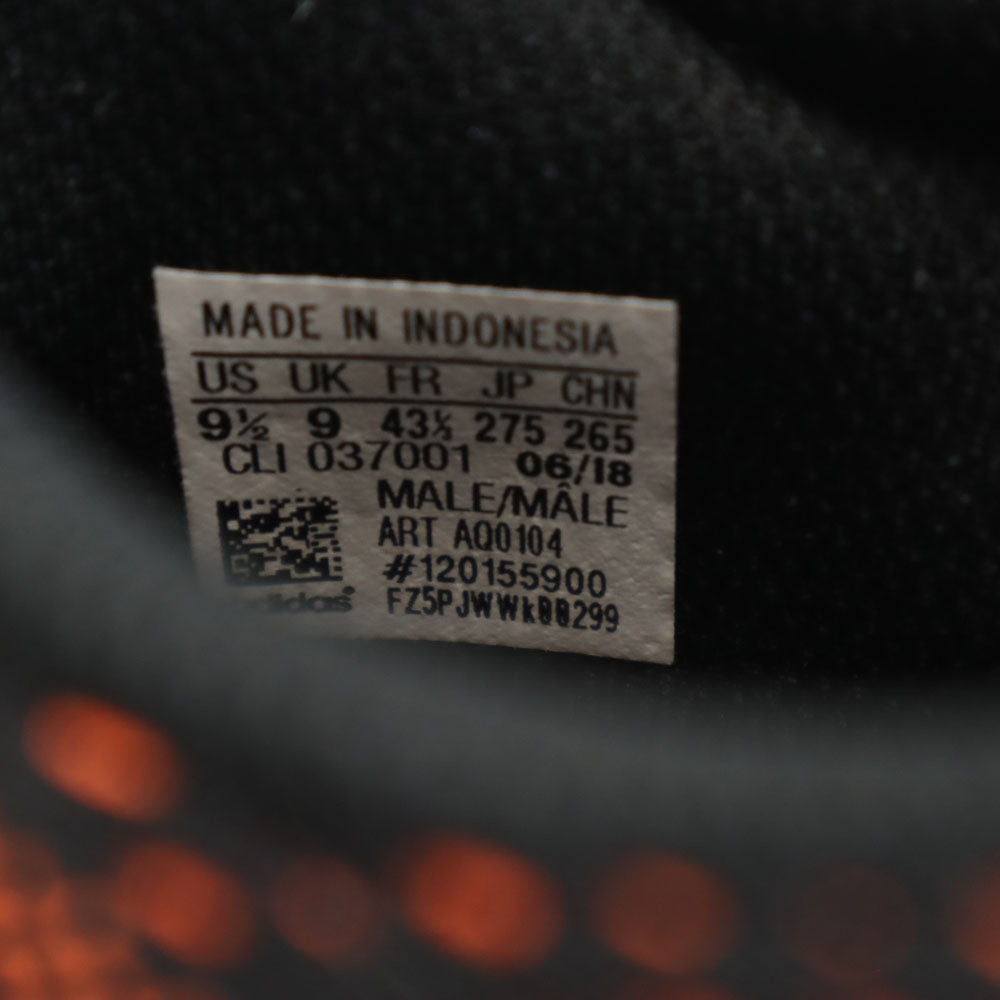 MADE IN INDONESIA
US UK FR JP CHN
9½ 9 43⅓ 275 265
CLI 037001 06/18
MALE/MÂLE
ART AQ0104
#120155900
adidas